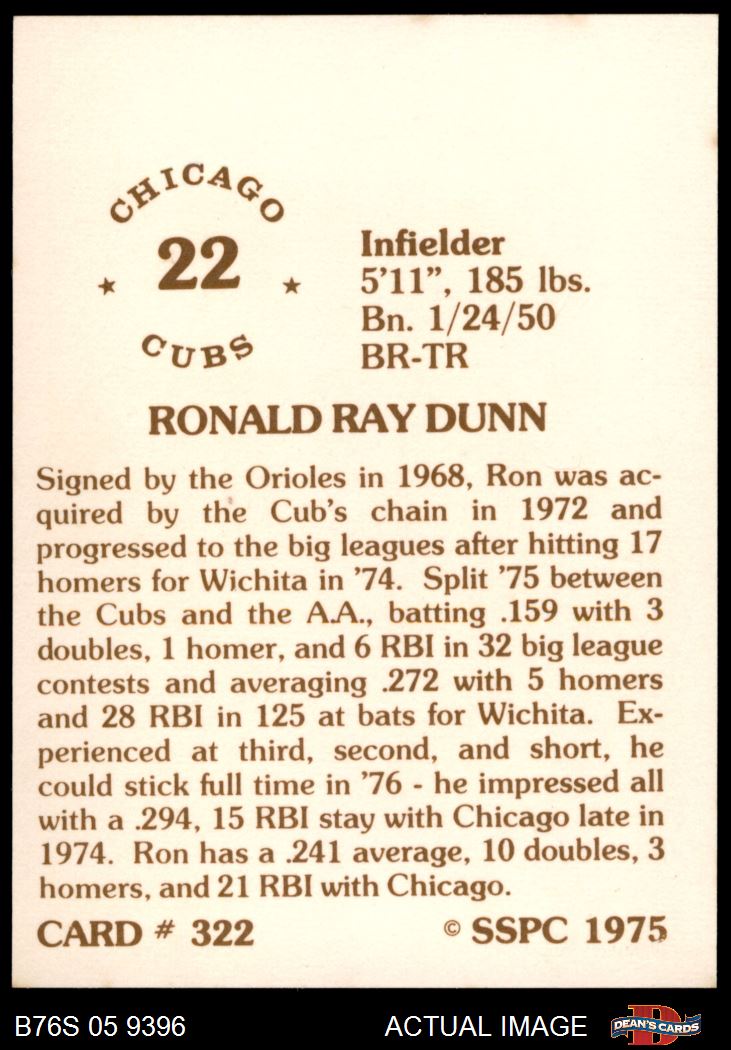 CHICAGO
22
CUBS
Infielder
5'11", 185 lbs.
Bn. 1/24/50
BR-TR
RONALD RAY DUNN
Signed by the Orioles in 1968, Ron was ac-
quired by the Cub's chain in 1972 and
progressed to the big leagues after hitting 17
homers for Wichita in '74. Split '75 between
the Cubs and the A.A., batting .159 with 3
doubles, 1 homer, and 6 RBI in 32 big league
contests and averaging .272 with 5 homers
and 28 RBI in 125 at bats for Wichita. Ex-
perienced at third, second, and short, he
could stick full time in '76 - he impressed all
with a .294, 15 RBI stay with Chicago late in
1974. Ron has a .241 average, 10 doubles, 3
homers, and 21 RBI with Chicago.
CARD # 322 © SSPC 1975
B76S 05 9396 ACTUAL IMAGE D DEAN'S CARDS